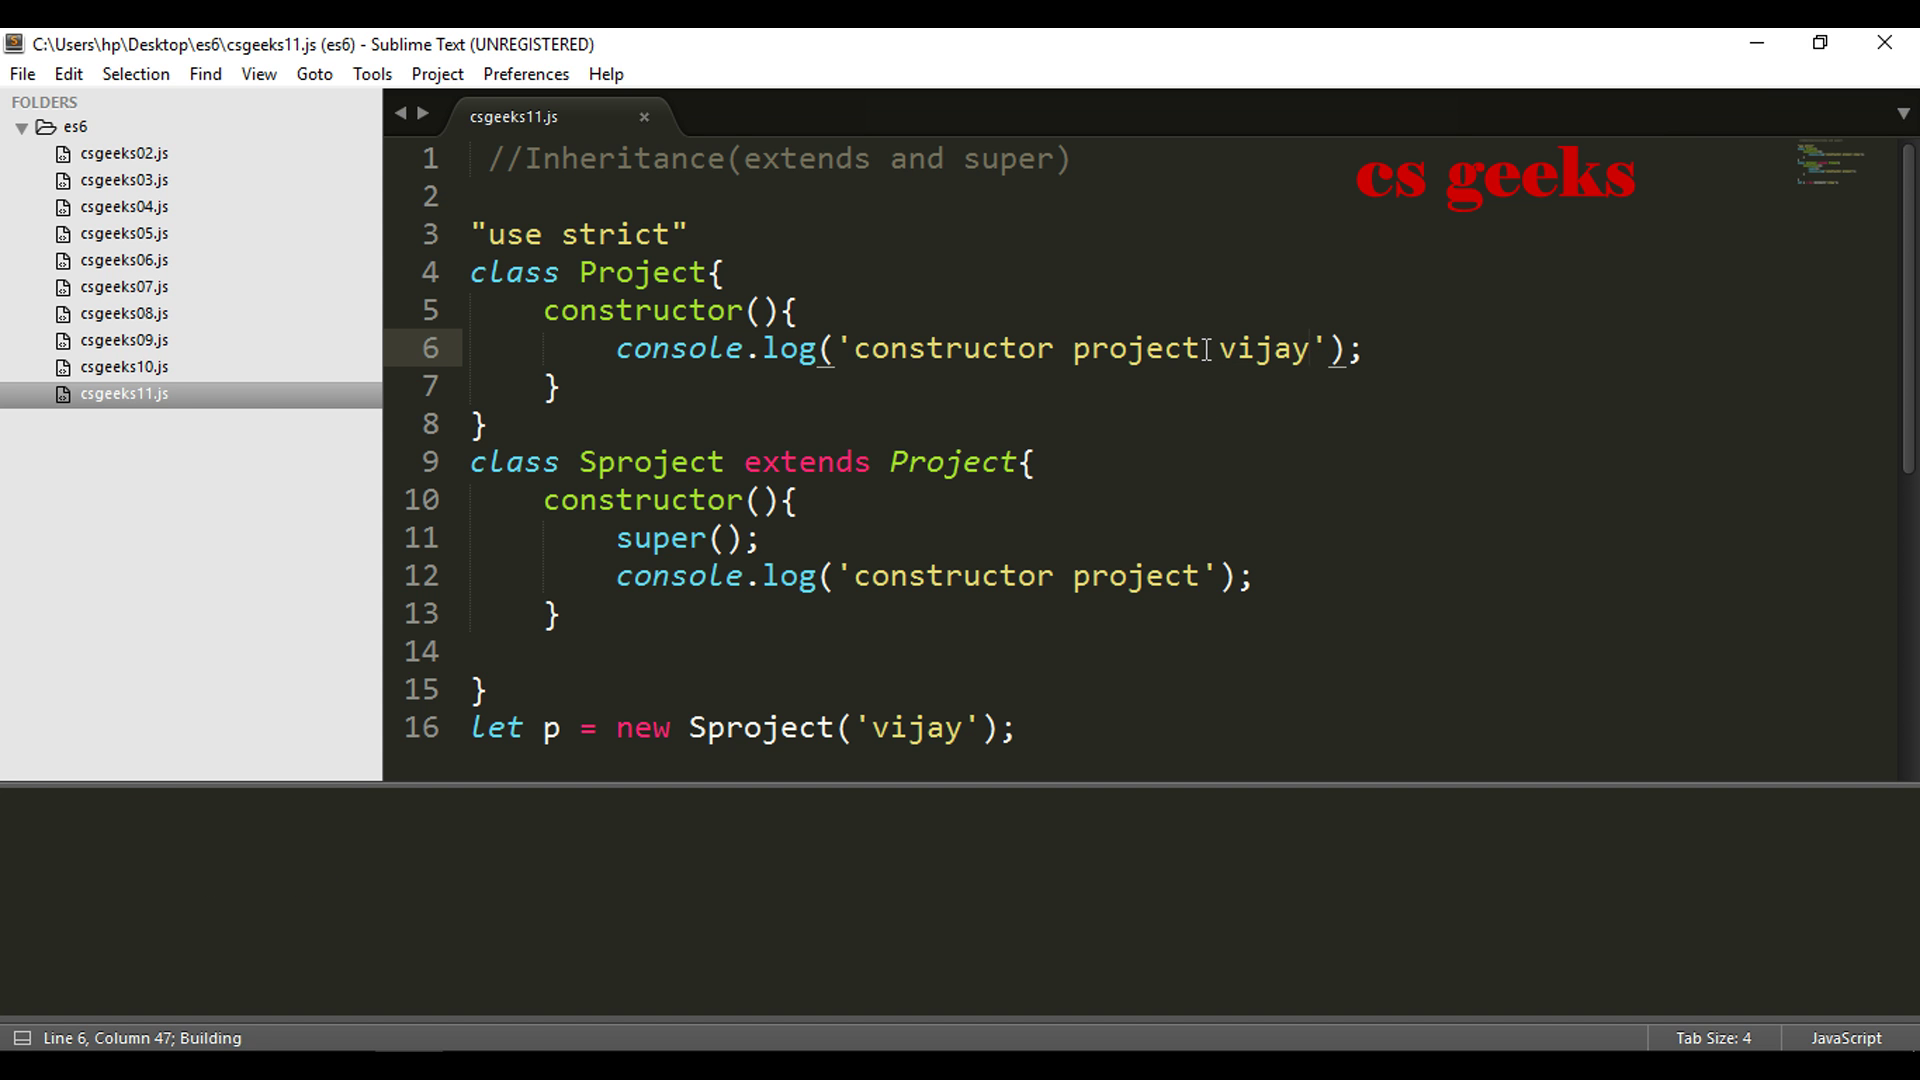 C:\Users\hp\Desktop\es6\csgeeks11.js (es6) - Sublime Text (UNREGISTERED)
File Edit Selection Find View Goto Tools Project Preferences Help
FOLDERS
es6
csgeeks02.js
csgeeks03.js
csgeeks04.js
csgeeks05.js
csgeeks06.js
csgeeks07.js
csgeeks08.js
csgeeks09.js
csgeeks10.js
csgeeks11.js
csgeeks11.js
cs geeks
1 //Inheritance(extends and super)
2
3 "use strict"
4 class Project{
5 constructor(){
6 console.log('constructor project vijay');
7 }
8 }
9 class Sproject extends Project{
10 constructor(){
11 super();
12 console.log('constructor project');
13 }
14
15 }
16 let p = new Sproject('vijay');
Line 6, Column 47; Building
Tab Size: 4
JavaScript